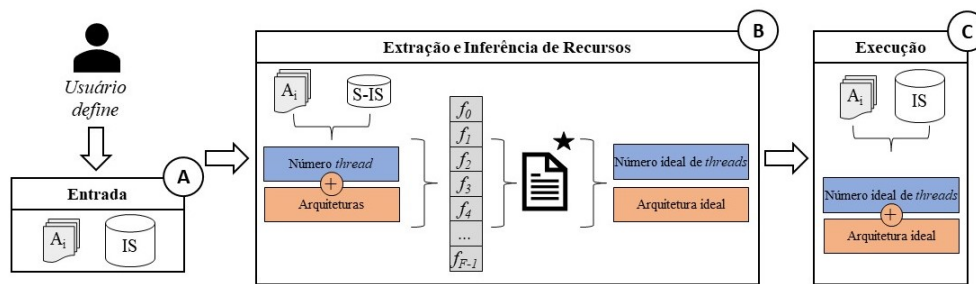 Usuário
define
A
Entrada
Ai
IS
B
Extração e Inferência de Recursos
Ai
S-IS
Número thread
+
Arquiteturas
f0
f1
f2
f3
f4
...
fF-1
Número ideal de threads
Arquitetura ideal
C
Execução
Ai
IS
Número ideal de threads
+
Arquitetura ideal